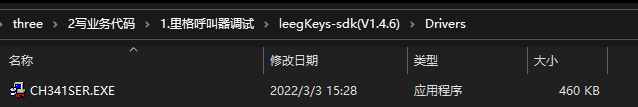 three > 2写业务代码 > 1.里格呼叫器调试 > leegKeys-sdk(V1.4.6) > Drivers
名称 修改日期 类型 大小
CH341SER.EXE 2022/3/3 15:28 应用程序 460 KB